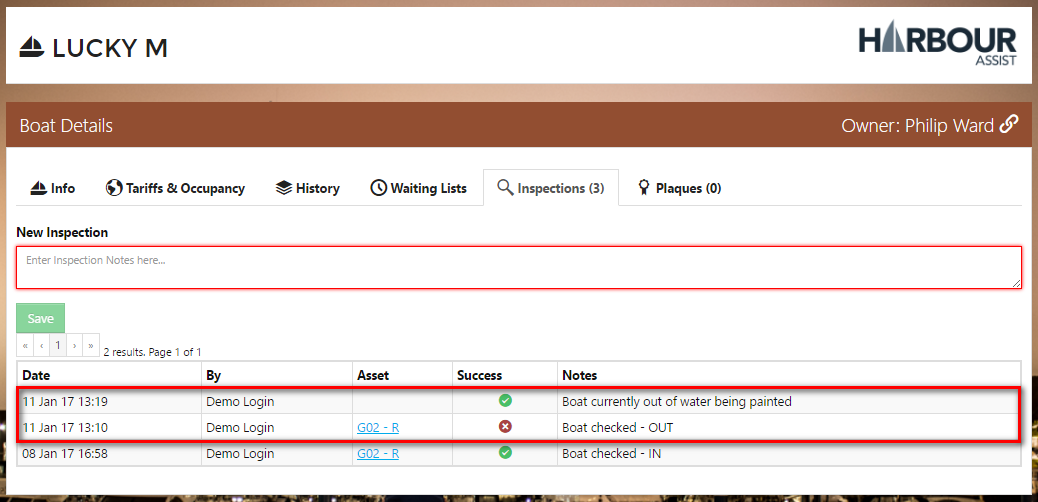 LUCKY M
HARBOUR
ASSIST
Boat Details
Owner: Philip Ward
Info
Tariffs & Occupancy
History
Waiting Lists
Inspections (3)
Plaques (0)
New Inspection
Enter Inspection Notes here...
Save
« ‹ 1 › » 2 results. Page 1 of 1
Date By Asset Success Notes
11 Jan 17 13:19 Demo Login Boat currently out of water being painted
11 Jan 17 13:10 Demo Login G02 - R Boat checked - OUT
08 Jan 17 16:58 Demo Login G02 - R Boat checked - IN